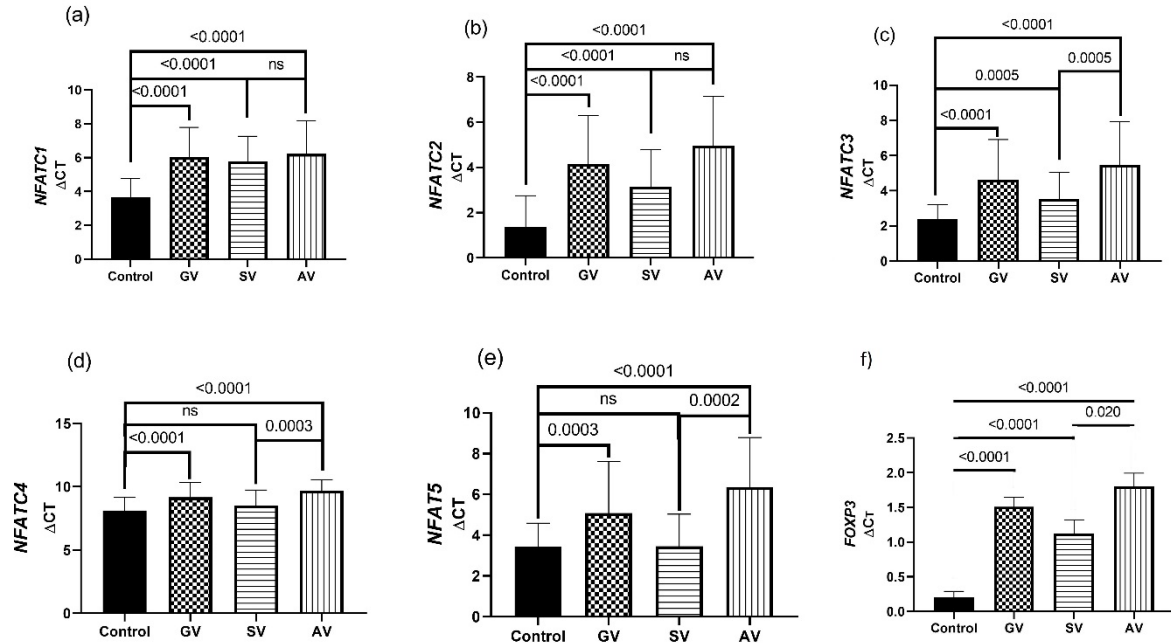 (a)
<0.0001
<0.0001
ns
<0.0001
NFATC1
ΔCT
10
8
6
4
2
0
Control GV SV AV
(b)
<0.0001
<0.0001
ns
<0.0001
NFATC2
ΔCT
8
6
4
2
0
Control GV SV AV
(c)
<0.0001
0.0005
0.0005
<0.0001
NFATC3
ΔCT
10
8
6
4
2
0
Control GV SV AV
(d)
<0.0001
ns
<0.0001
0.0003
NFATC4
ΔCT
15
10
5
0
Control GV SV AV
(e)
<0.0001
ns
0.0002
0.0003
NFAT5
ΔCT
10
8
6
4
2
0
Control GV SV AV
f)
<0.0001
0.020
<0.0001
<0.0001
FOXP3
ΔCT
2.5
2.0
1.5
1.0
0.5
0.0
Control GV SV AV